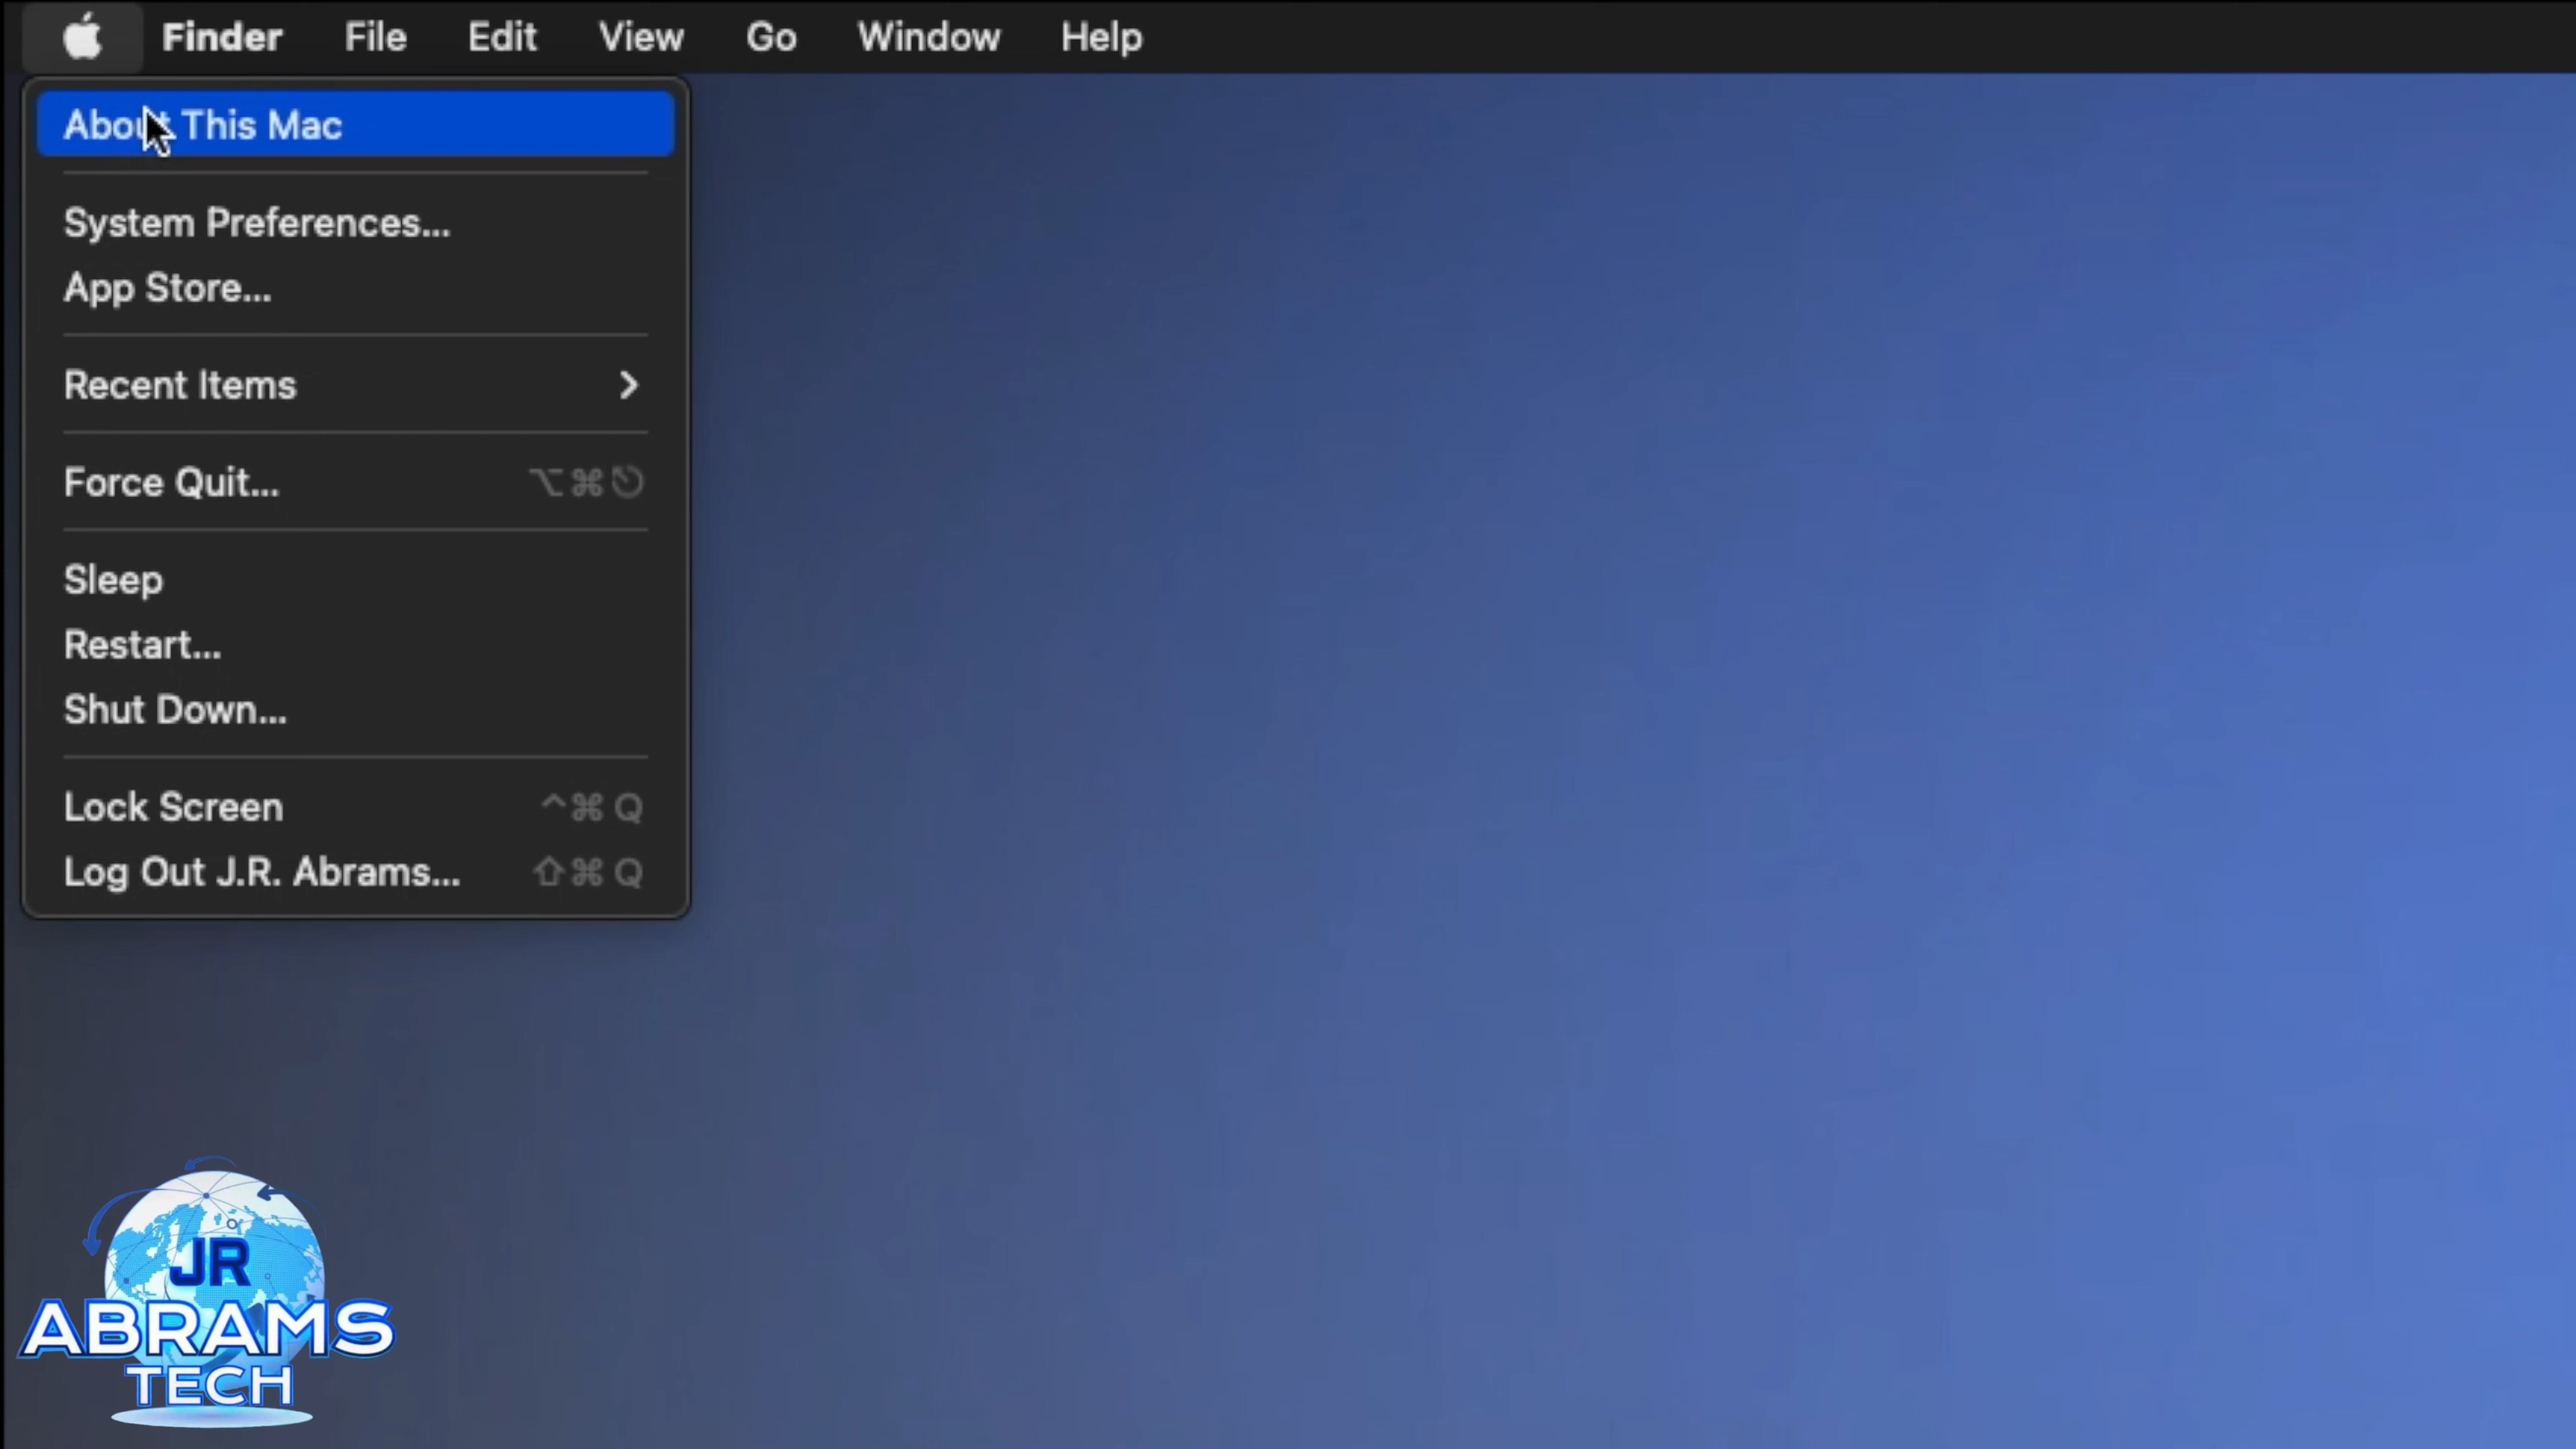 Finder File Edit View Go Window Help
About This Mac
System Preferences...
App Store...
Recent Items
Force Quit... ⌥⌘⎋
Sleep
Restart...
Shut Down...
Lock Screen ^⌘Q
Log Out J.R. Abrams... ⇧⌘Q
JR
ABRAMS
TECH